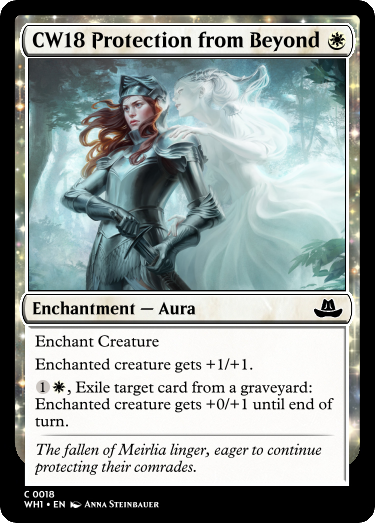 CW18 Protection from Beyond
Enchantment — Aura
Enchant Creature
Enchanted creature gets +1/+1.
1, Exile target card from a graveyard:
Enchanted creature gets +0/+1 until end of
turn.
The fallen of Meirlia linger, eager to continue
protecting their comrades.
C 0018
WH1 • EN Anna Steinbauer